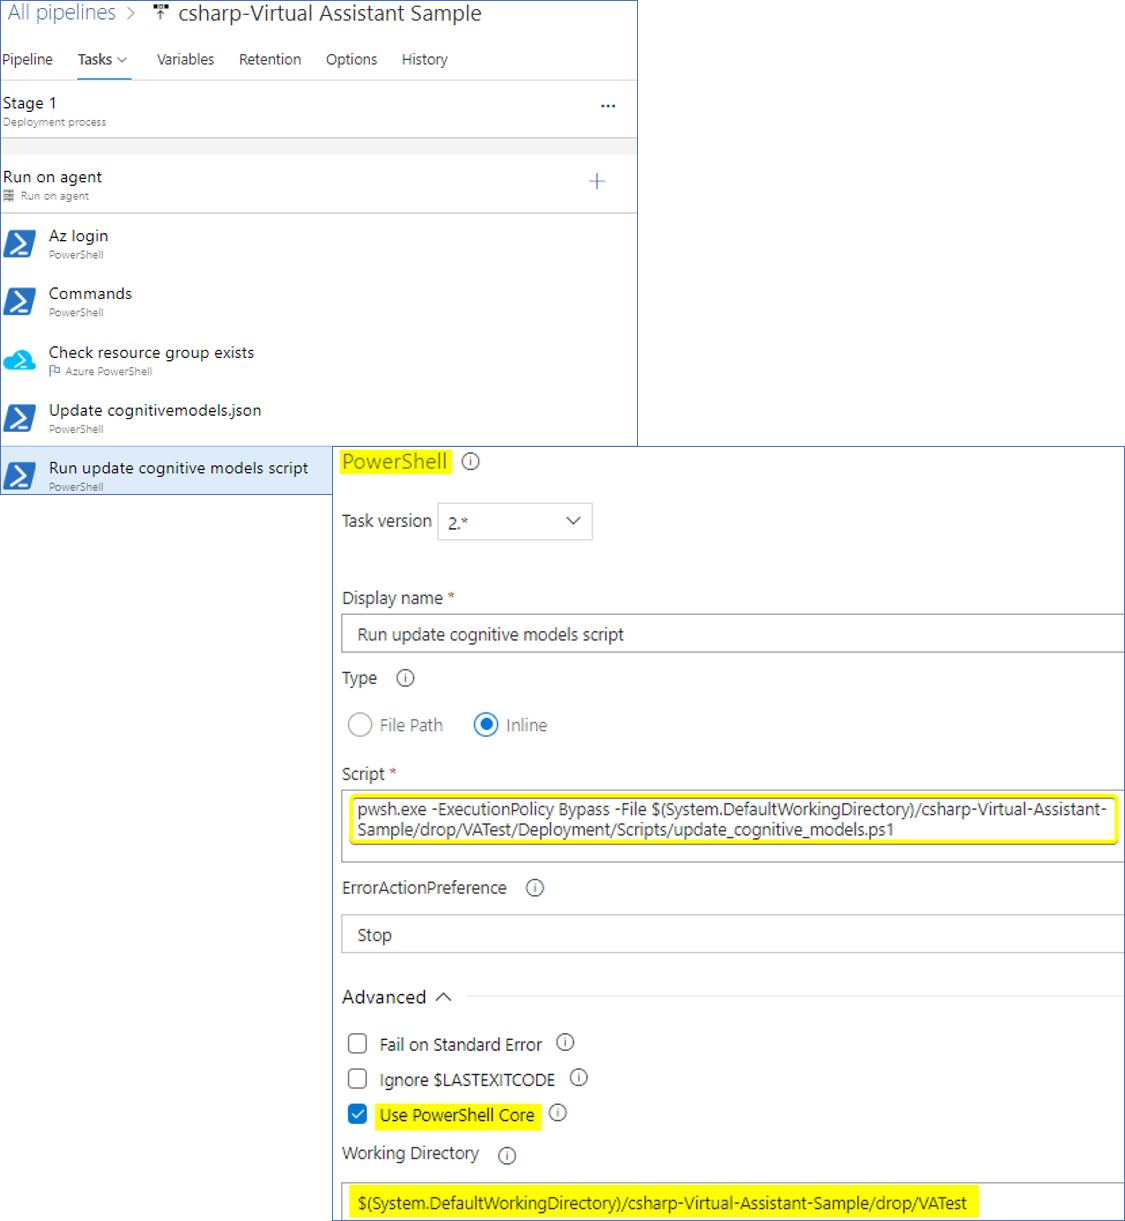 All pipelines > csharp-Virtual Assistant Sample
Pipeline Tasks Variables Retention Options History
Stage 1
Deployment process
Run on agent
Run on agent
Az login
PowerShell
Commands
PowerShell
Check resource group exists
Azure PowerShell
Update cognitivemodels.json
PowerShell
Run update cognitive models script
PowerShell
PowerShell
Task version 2.*
Display name *
Run update cognitive models script
Type
File Path Inline
Script *
pwsh.exe -ExecutionPolicy Bypass -File $(System.DefaultWorkingDirectory)/csharp-Virtual-Assistant-
Sample/drop/VATest/Deployment/Scripts/update_cognitive_models.ps1
ErrorActionPreference
Stop
Advanced
Fail on Standard Error
Ignore $LASTEXITCODE
Use PowerShell Core
Working Directory
$(System.DefaultWorkingDirectory)/csharp-Virtual-Assistant-Sample/drop/VATest